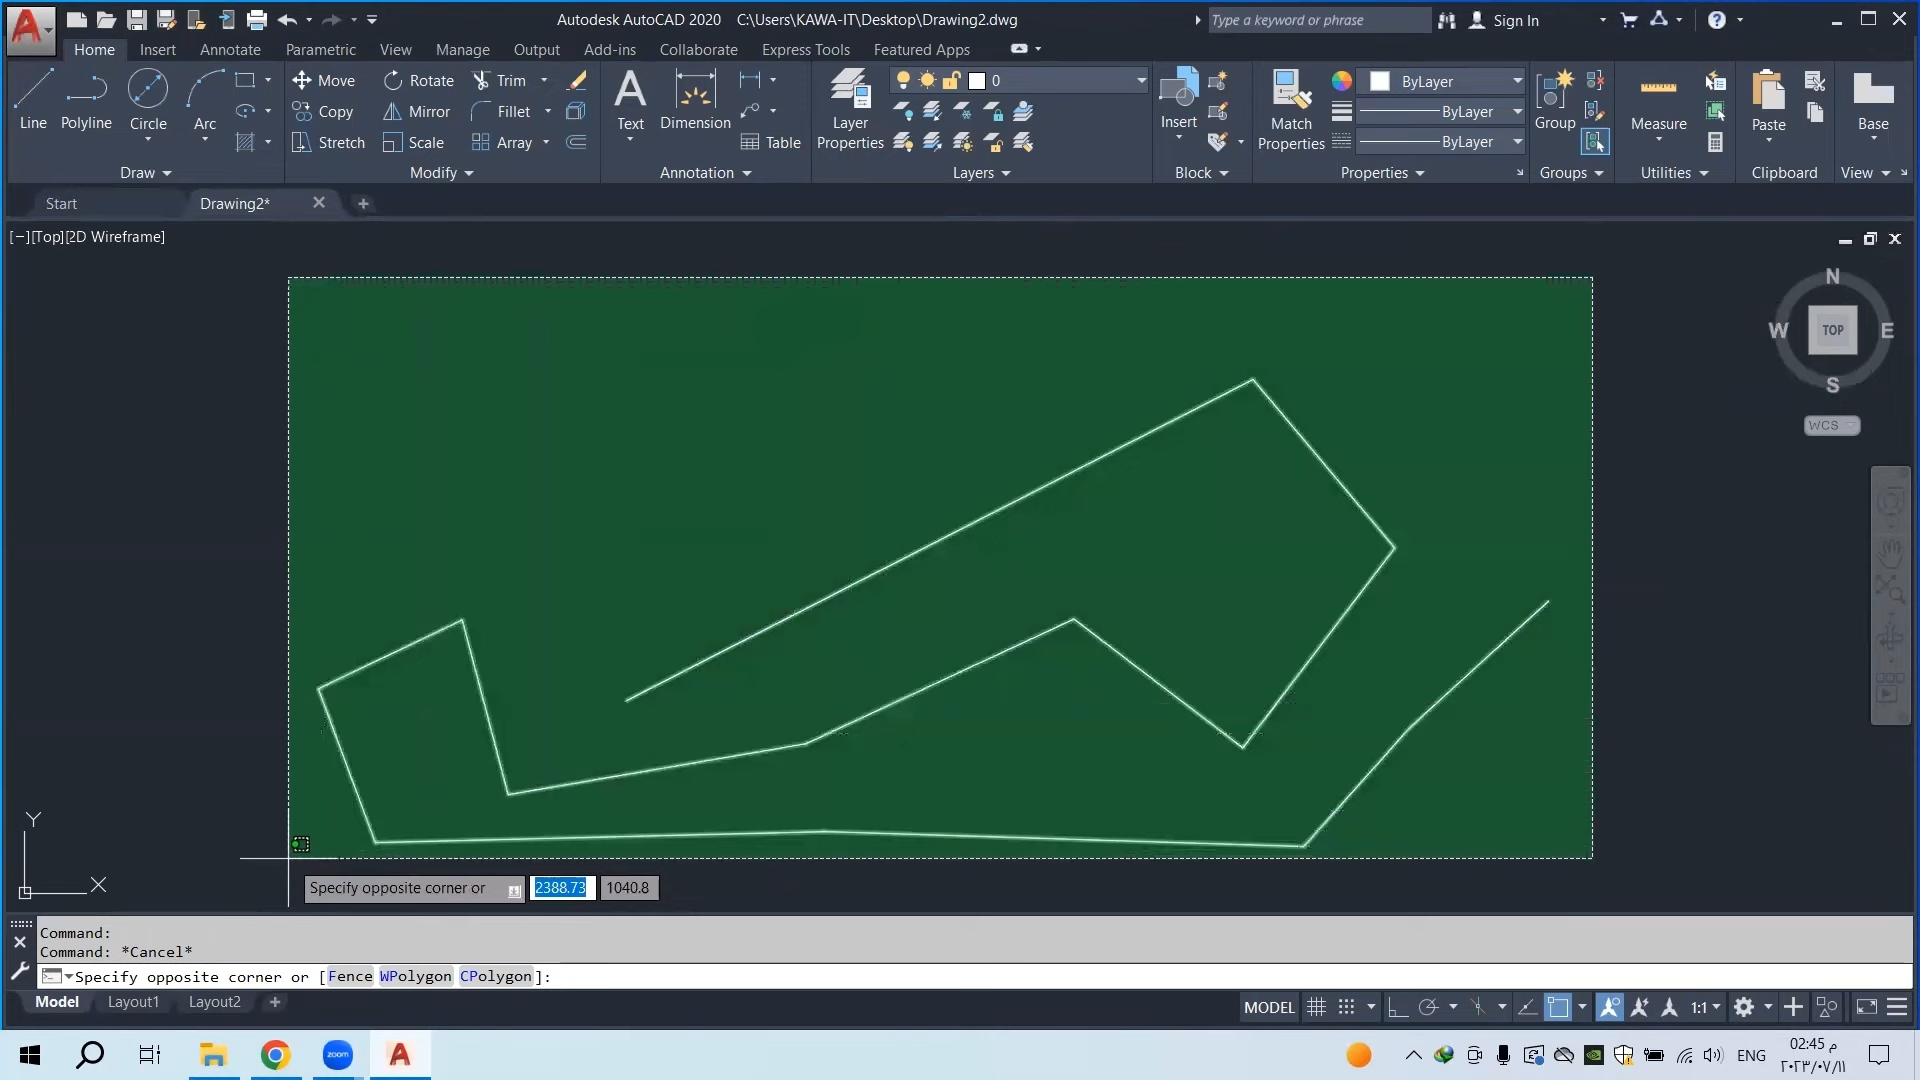 Autodesk AutoCAD 2020 C:\Users\KAWA-IT\Desktop\Drawing2.dwg
Type a keyword or phrase
Sign In
Home Insert Annotate Parametric View Manage Output Add-ins Collaborate Express Tools Featured Apps
Line Polyline Circle Arc
Move Rotate Trim
Copy Mirror Fillet
Stretch Scale Array
Text Dimension Table
Layer Properties
0
Insert
Match Properties
ByLayer
ByLayer
ByLayer
Group
Measure
Paste
Base
Draw Modify Annotation Layers Block Properties Groups Utilities Clipboard View
Start Drawing2*
[−][Top][2D Wireframe]
N
W TOP E
S
WCS
Y
X
Specify opposite corner or 2388.73 1040.8
Command:
Command: *Cancel*
Specify opposite corner or [Fence WPolygon CPolygon]:
Model Layout1 Layout2
MODEL 1:1
zoom
ENG
02:45 م
٢٠٢٣/٠٧/١١